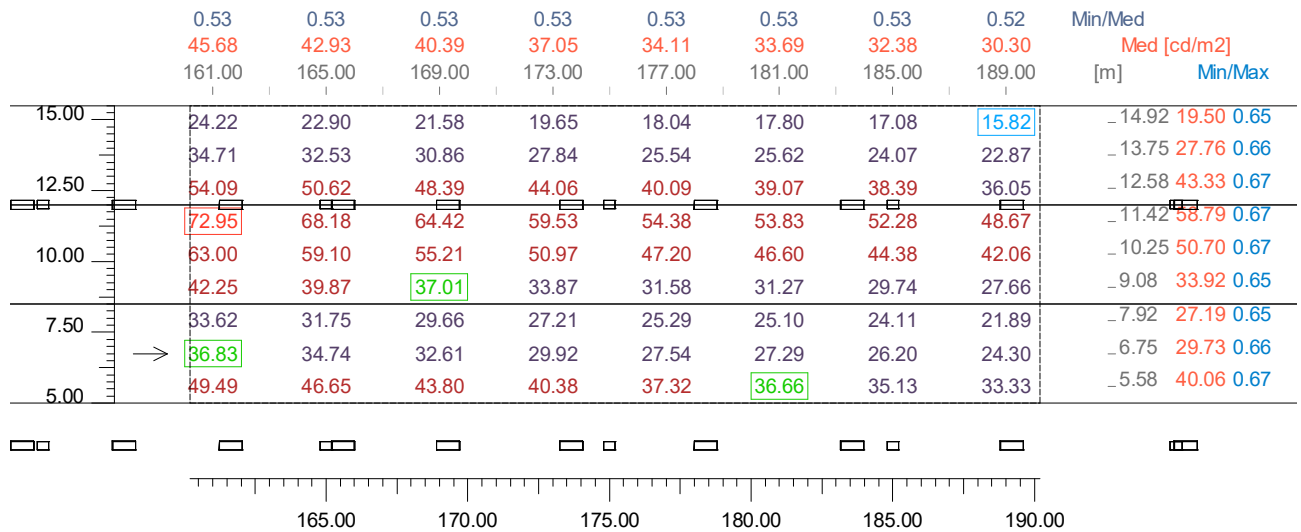 0.53 0.53 0.53 0.53 0.53 0.53 0.53 0.52 Min/Med
45.68 42.93 40.39 37.05 34.11 33.69 32.38 30.30 Med [cd/m2]
161.00 165.00 169.00 173.00 177.00 181.00 185.00 189.00 [m] Min/Max
15.00 24.22 22.90 21.58 19.65 18.04 17.80 17.08 15.82 14.92 19.50 0.65
34.71 32.53 30.86 27.84 25.54 25.62 24.07 22.87 13.75 27.76 0.66
12.50 54.09 50.62 48.39 44.06 40.09 39.07 38.39 36.05 12.58 43.33 0.67
72.95 68.18 64.42 59.53 54.38 53.83 52.28 48.67 11.42 58.79 0.67
10.00 63.00 59.10 55.21 50.97 47.20 46.60 44.38 42.06 10.25 50.70 0.67
42.25 39.87 37.01 33.87 31.58 31.27 29.74 27.66 9.08 33.92 0.65
7.50 33.62 31.75 29.66 27.21 25.29 25.10 24.11 21.89 7.92 27.19 0.65
36.83 34.74 32.61 29.92 27.54 27.29 26.20 24.30 6.75 29.73 0.66
5.00 49.49 46.65 43.80 40.38 37.32 36.66 35.13 33.33 5.58 40.06 0.67
165.00 170.00 175.00 180.00 185.00 190.00